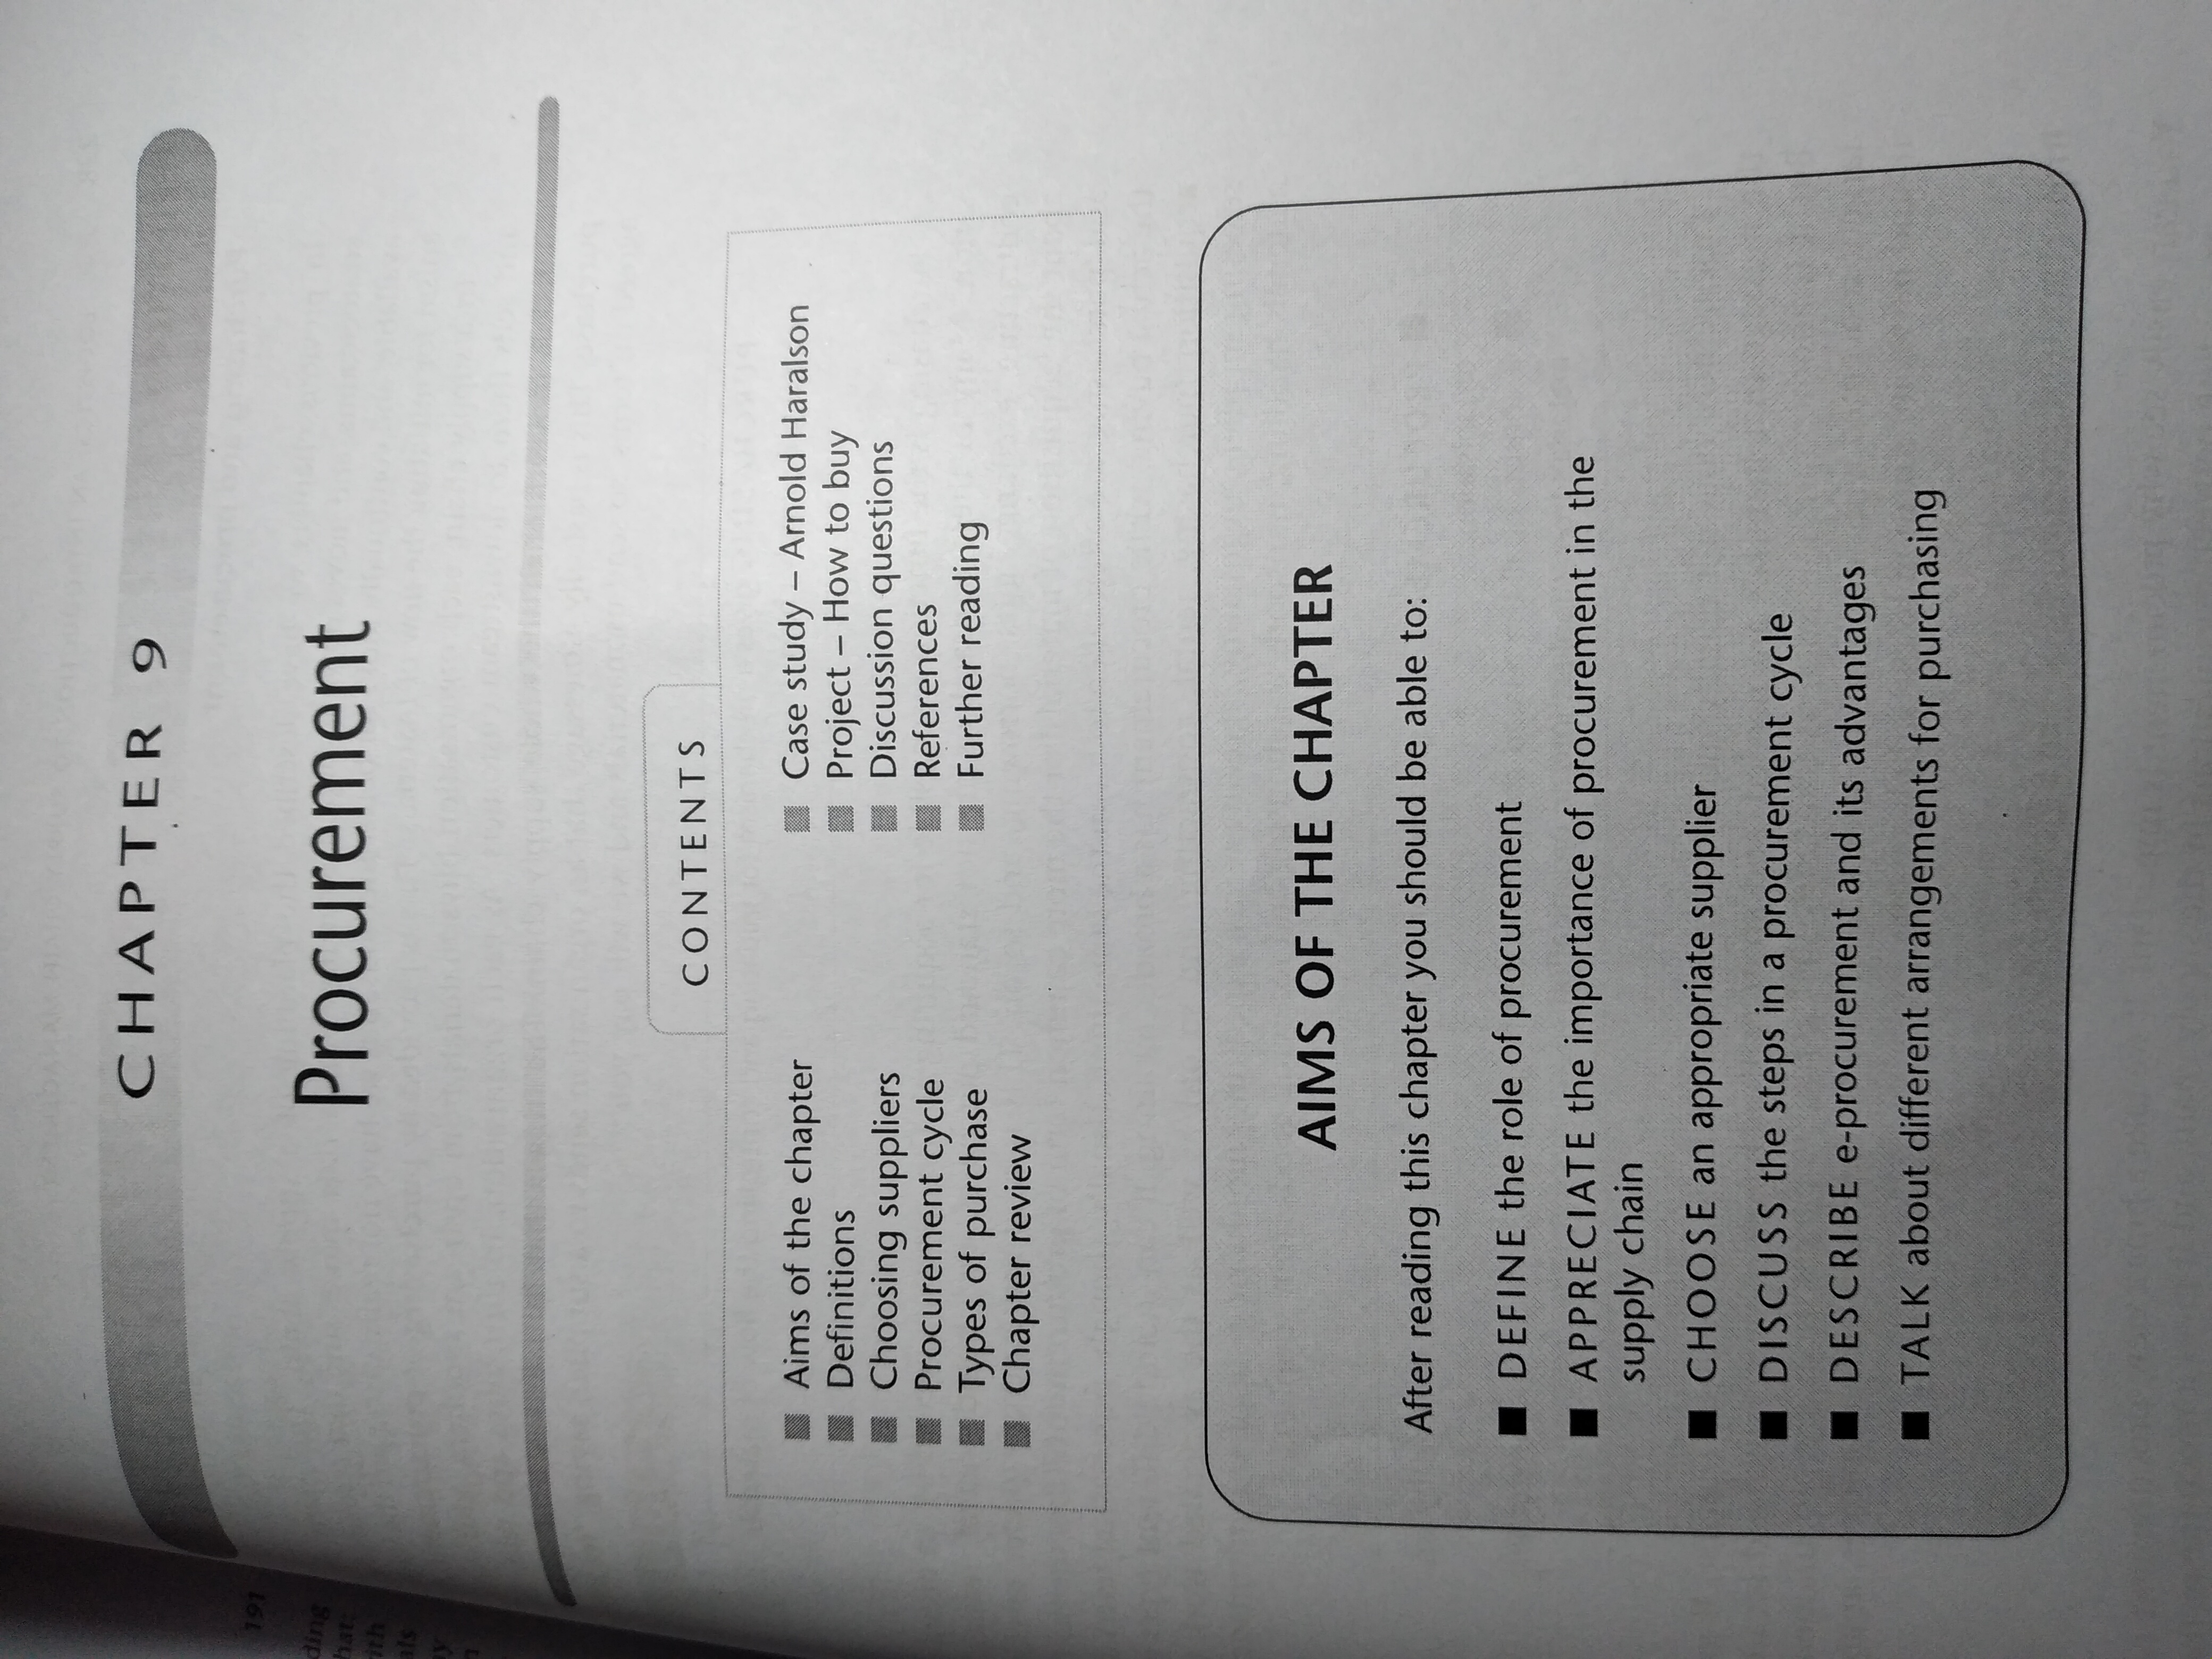 CHAPTER 9
Procurement
CONTENTS
Aims of the chapter
Definitions
Choosing suppliers
Procurement cycle
Types of purchase
Chapter review
Case study – Arnold Haralson
Project – How to buy
Discussion questions
References
Further reading
AIMS OF THE CHAPTER
After reading this chapter you should be able to:
DEFINE the role of procurement
APPRECIATE the importance of procurement in the
supply chain
CHOOSE an appropriate supplier
DISCUSS the steps in a procurement cycle
DESCRIBE e-procurement and its advantages
TALK about different arrangements for purchasing
191